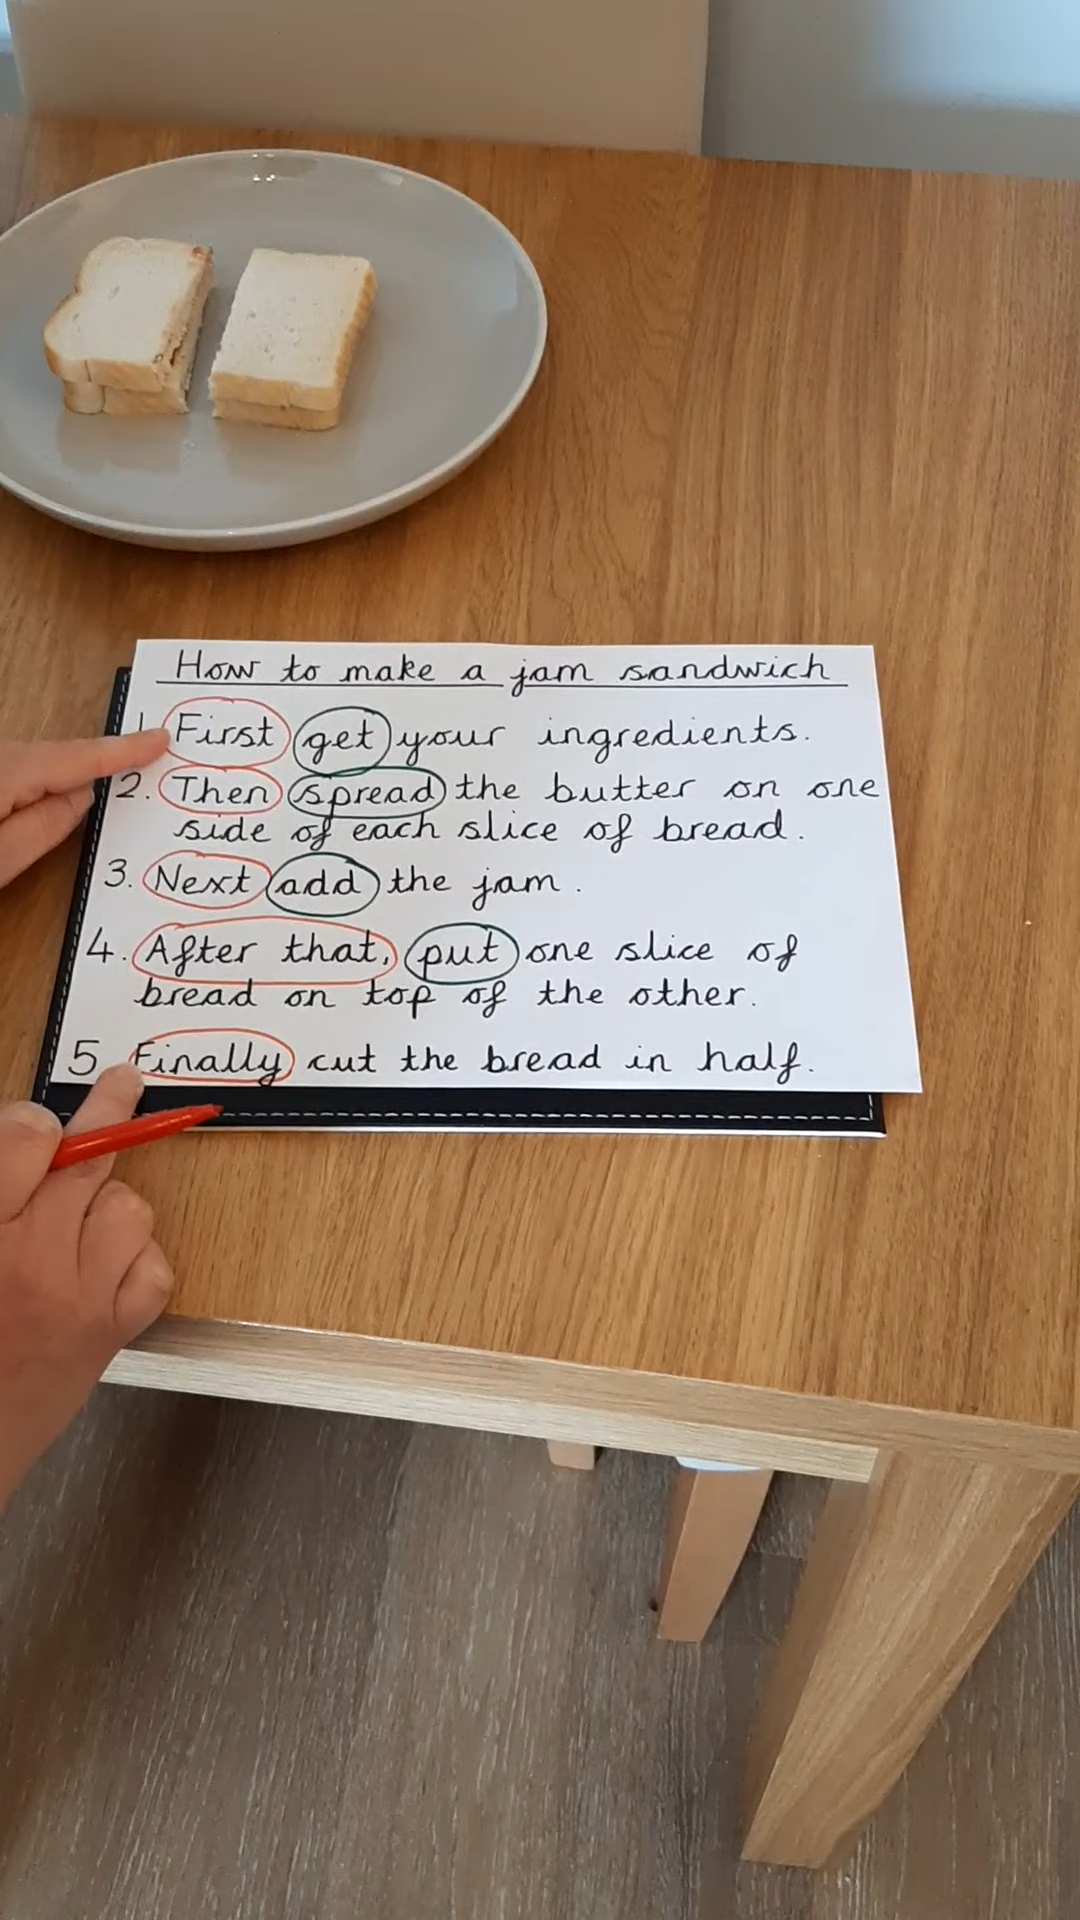 How to make a jam sandwich
1. First get your ingredients.
2. Then spread the butter on one
side of each slice of bread.
3. Next add the jam.
4. After that, put one slice of
bread on top of the other.
5 Finally cut the bread in half.